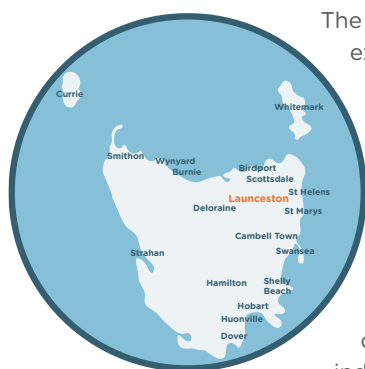 The
ex
Currie
Whitemark
Smithon
Wynyard
Burnie
Birdport
Scottsdale
Launceston
St Helens
Deloraine
St Marys
Cambell Town
Swansea
Strahan
Hamilton
Shelly
Beach
Hobart
Huonville
Dover